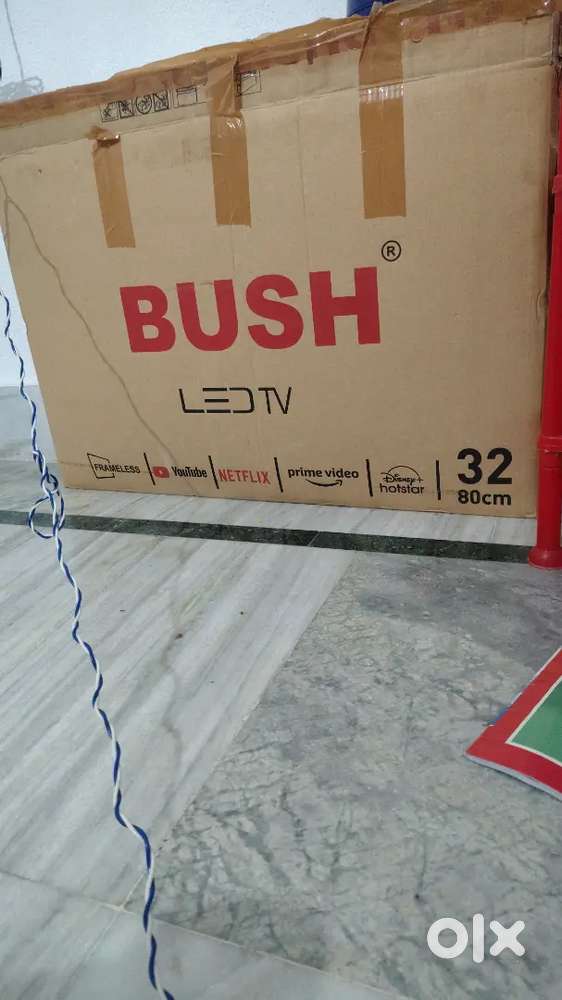 BUSH ®
LED TV
FRAMELESS | YouTube | NETFLIX | prime video | Disney+ hotstar | 32
80cm
olx